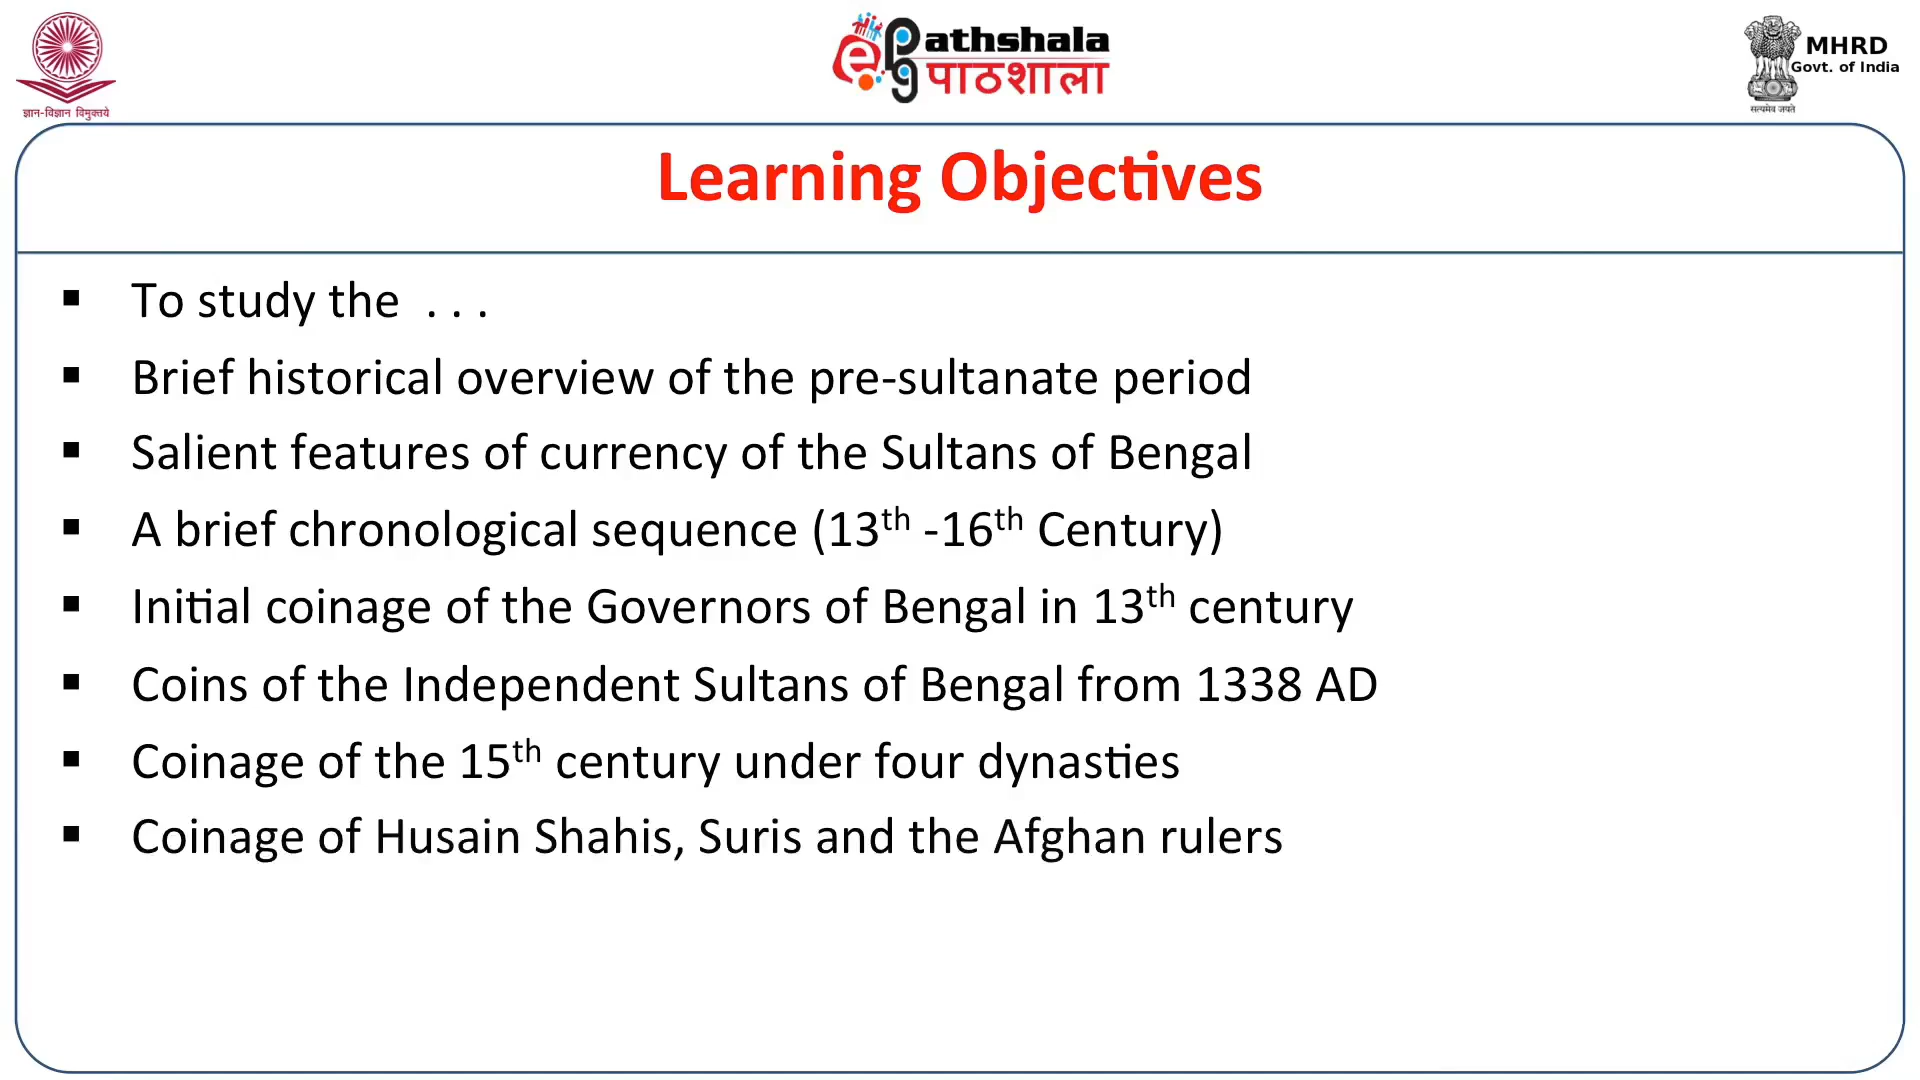 ज्ञान-विज्ञान विमुक्तये
ePGPathshala
पाठशाला
MHRD
Govt. of India
सत्यमेव जयते
Learning Objectives
▪ To study the . . .
▪ Brief historical overview of the pre-sultanate period
▪ Salient features of currency of the Sultans of Bengal
▪ A brief chronological sequence (13th -16th Century)
▪ Initial coinage of the Governors of Bengal in 13th century
▪ Coins of the Independent Sultans of Bengal from 1338 AD
▪ Coinage of the 15th century under four dynasties
▪ Coinage of Husain Shahis, Suris and the Afghan rulers